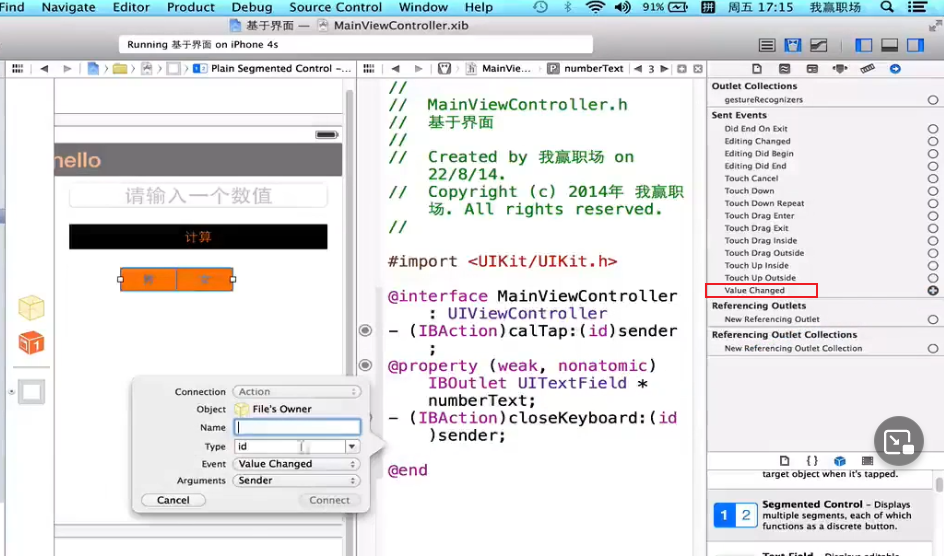 Find Navigate Editor Product Debug Source Control Window Help 91% 拼 周五 17:15 我赢职场
基于界面 — MainViewController.xib
Running 基于界面 on iPhone 4s
Plain Segmented Control – ...
MainVie... P numberText 3
hello
请输入一个数值
计算
Connection Action
Object File's Owner
Name
Type id
Event Value Changed
Arguments Sender
Cancel Connect
//
// MainViewController.h
// 基于界面
//
// Created by 我赢职场 on
22/8/14.
// Copyright (c) 2014年 我赢职
场. All rights reserved.
//
#import <UIKit/UIKit.h>
@interface MainViewController
: UIViewController
- (IBAction)calTap:(id)sender
;
@property (weak, nonatomic)
IBOutlet UITextField *
numberText;
- (IBAction)closeKeyboard:(id
)sender;
@end
Outlet Collections
gestureRecognizers
Sent Events
Did End On Exit
Editing Changed
Editing Did Begin
Editing Did End
Touch Cancel
Touch Down
Touch Down Repeat
Touch Drag Enter
Touch Drag Exit
Touch Drag Inside
Touch Drag Outside
Touch Up Inside
Touch Up Outside
Value Changed
Referencing Outlets
New Referencing Outlet
Referencing Outlet Collections
New Referencing Outlet Collection
{ }
target object when it's tapped.
1 2
Segmented Control – Displays
multiple segments, each of which
functions as a discrete button.